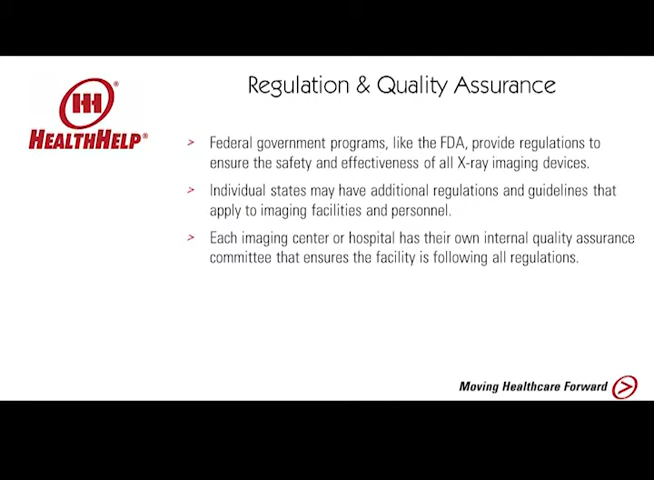 Regulation & Quality Assurance
HEALTHHELP®
> Federal government programs, like the FDA, provide regulations to
ensure the safety and effectiveness of all X-ray imaging devices.
> Individual states may have additional regulations and guidelines that
apply to imaging facilities and personnel.
> Each imaging center or hospital has their own internal quality assurance
committee that ensures the facility is following all regulations.
Moving Healthcare Forward